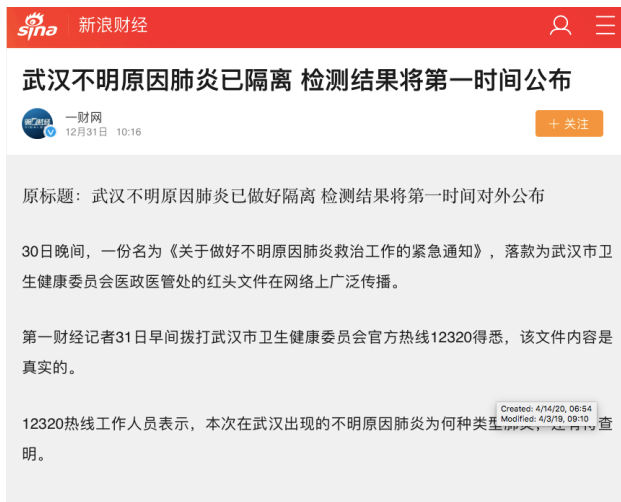 sina 新浪财经
武汉不明原因肺炎已隔离 检测结果将第一时间公布
一财网
12月31日 10:16
+ 关注
原标题：武汉不明原因肺炎已做好隔离 检测结果将第一时间对外公布
30日晚间，一份名为《关于做好不明原因肺炎救治工作的紧急通知》，落款为武汉市卫
生健康委员会医政医管处的红头文件在网络上广泛传播。
第一财经记者31日早间拨打武汉市卫生健康委员会官方热线12320得悉，该文件内容是
真实的。
Created: 4/14/20, 06:54
Modified: 4/3/19, 09:10
12320热线工作人员表示，本次在武汉出现的不明原因肺炎为何种类型肺炎，还有待查
明。